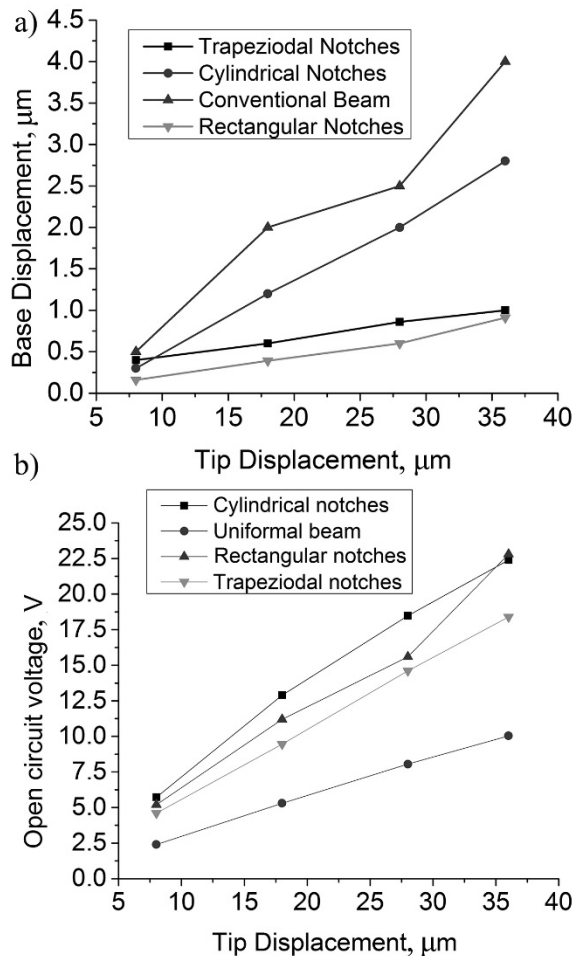 a)
Trapeziodal Notches
Cylindrical Notches
Conventional Beam
Rectangular Notches
Base Displacement, μm
4.5
4.0
3.5
3.0
2.5
2.0
1.5
1.0
0.5
0.0
5 10 15 20 25 30 35 40
Tip Displacement, μm
b)
Cylindrical notches
Uniformal beam
Rectangular notches
Trapeziodal notches
Open circuit voltage, V
25.0
22.5
20.0
17.5
15.0
12.5
10.0
7.5
5.0
2.5
0.0
5 10 15 20 25 30 35 40
Tip Displacement, μm